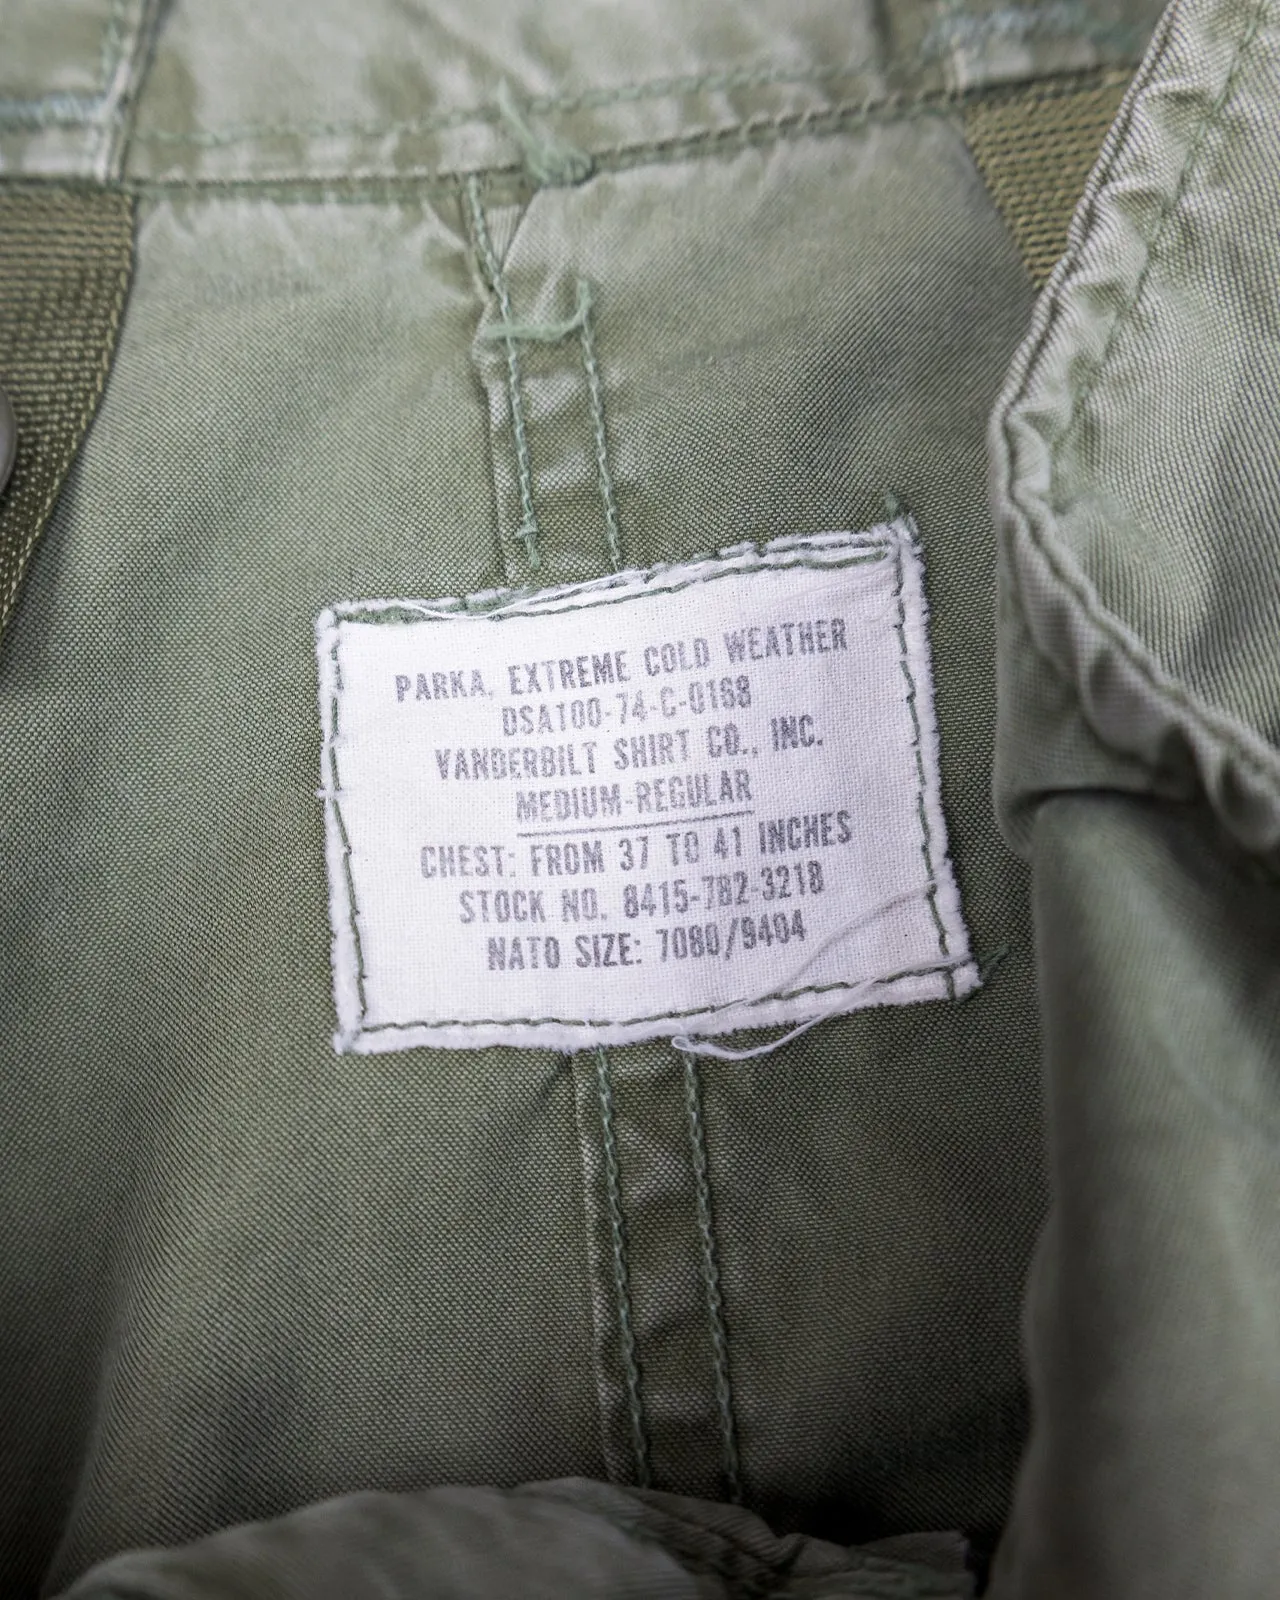 PARKA, EXTREME COLD WEATHER
DSA100-74-C-0168
VANDERBILT SHIRT CO., INC.
MEDIUM-REGULAR
CHEST: FROM 37 TO 41 INCHES
STOCK NO. 8415-782-3218
NATO SIZE: 7080/9404